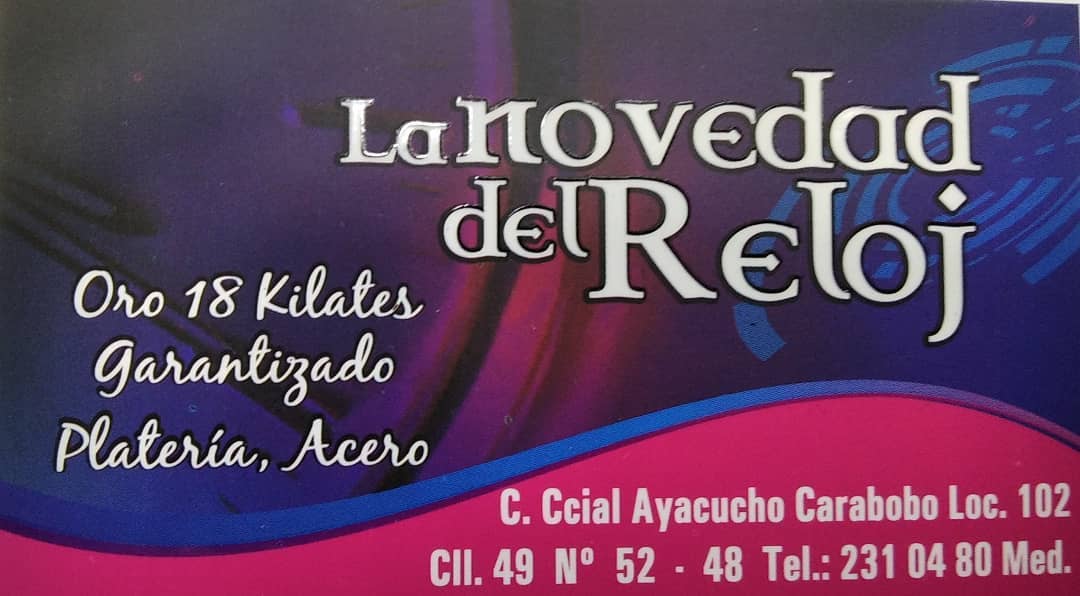 La novedad
del Reloj
Oro 18 Kilates
Garantizado
Platería, Acero
C. Ccial Ayacucho Carabobo Loc. 102
Cll. 49 Nº 52 - 48 Tel.: 231 04 80 Med.